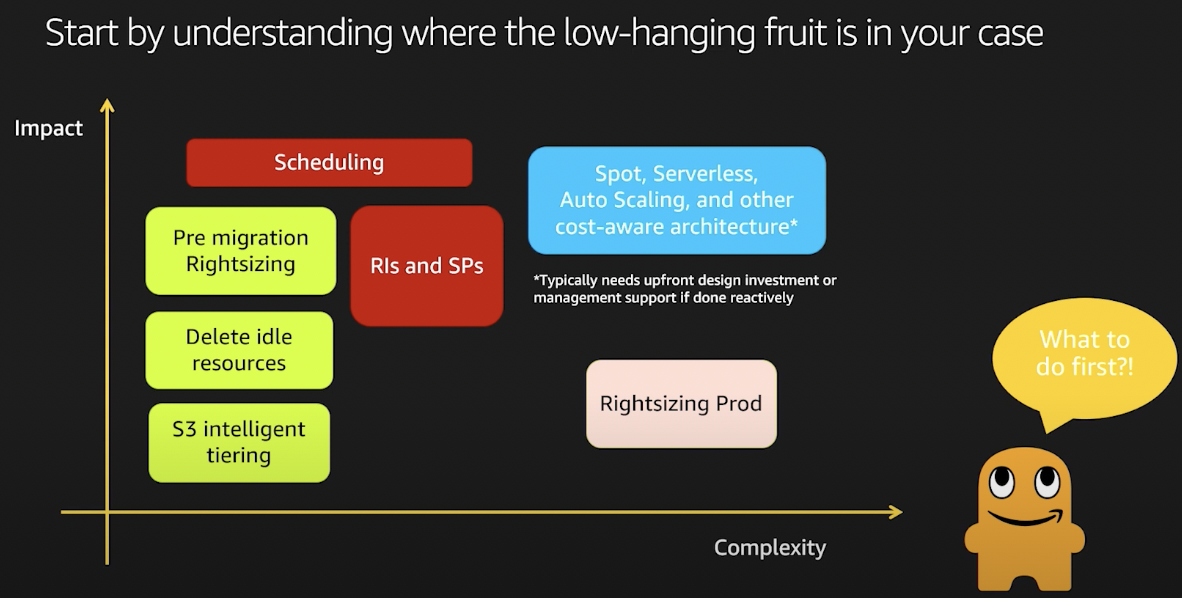 Start by understanding where the low-hanging fruit is in your case
Impact
Scheduling
Spot, Serverless,
Auto Scaling, and other
cost-aware architecture*
Pre migration
Rightsizing
RIs and SPs
*Typically needs upfront design investment or
management support if done reactively
Delete idle
resources
What to
do first?!
Rightsizing Prod
S3 intelligent
tiering
Complexity